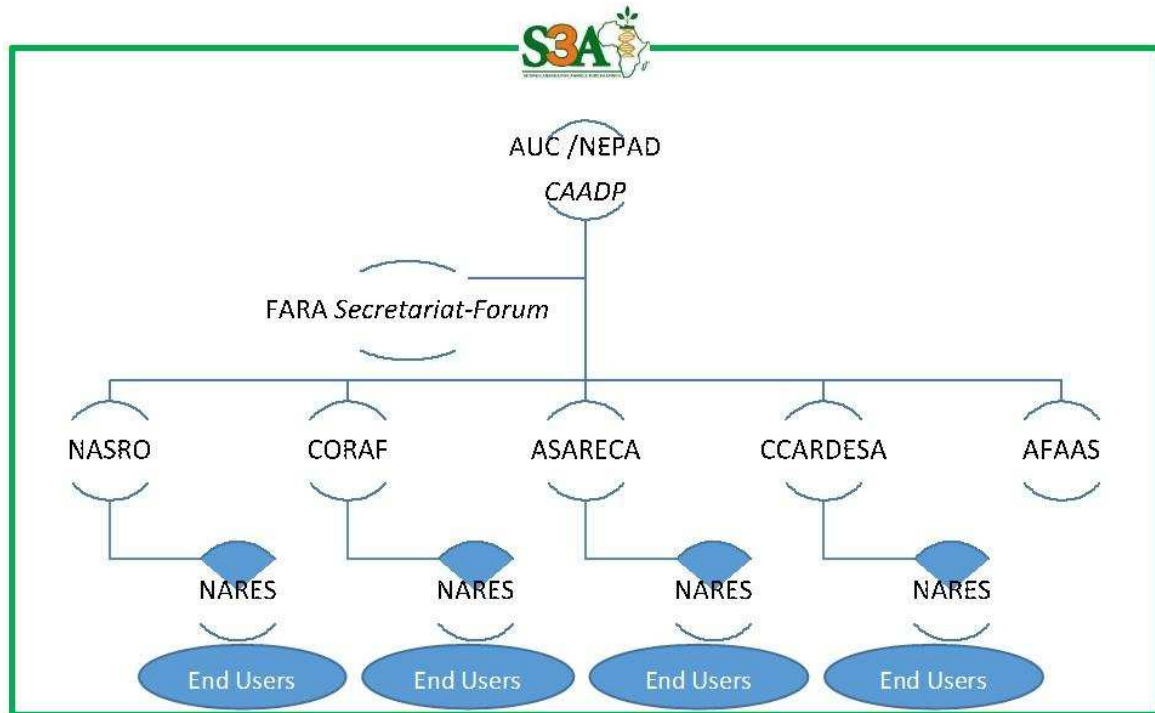 S3A
AUC /NEPAD
CAADP
FARA Secretariat-Forum
NASRO
CORAF
ASARECA
CCARDESA
AFAAS
NARES
NARES
NARES
NARES
End Users
End Users
End Users
End Users